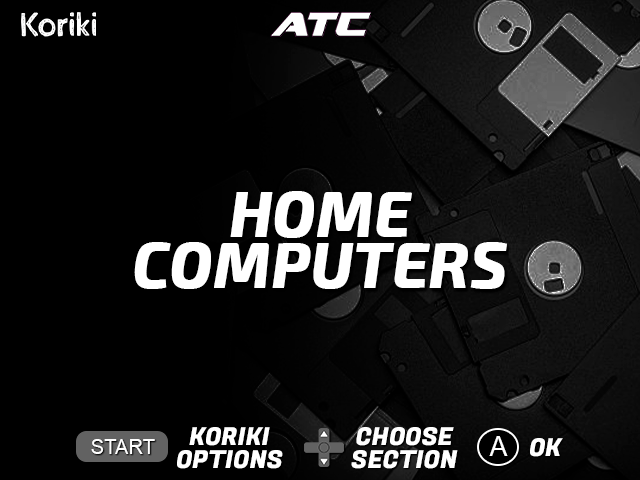 Koriki
ATC
HOME
COMPUTERS
START
KORIKI
OPTIONS
CHOOSE
SECTION
A
OK